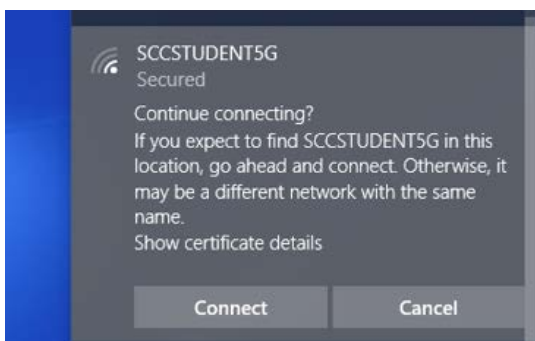 SCCSTUDENT5G
Secured
Continue connecting?
If you expect to find SCCSTUDENT5G in this
location, go ahead and connect. Otherwise, it
may be a different network with the same
name.
Show certificate details
Connect Cancel